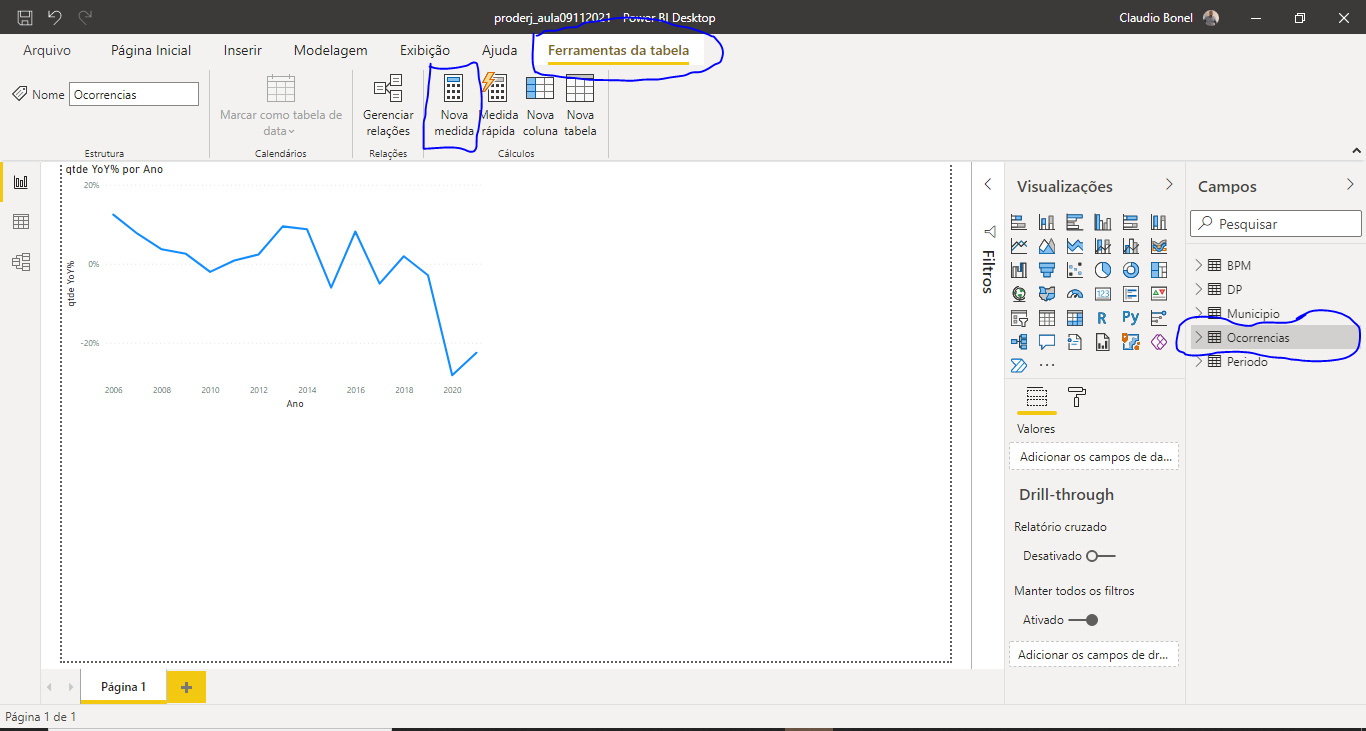 proderj_aula09112021 - Power BI Desktop
Claudio Bonel
Arquivo
Página Inicial
Inserir
Modelagem
Exibição
Ajuda
Ferramentas da tabela
Nome
Ocorrencias
Marcar como tabela de
data
Gerenciar
relações
Nova
medida
Medida
rápida
Nova
coluna
Nova
tabela
Estrutura
Calendários
Relações
Cálculos
qtde YoY% por Ano
20%
0%
-20%
qtde YoY%
2006
2008
2010
2012
2014
2016
2018
2020
Ano
Filtros
Visualizações
123
R
Py
Valores
Adicionar os campos de da...
Drill-through
Relatório cruzado
Desativado
Manter todos os filtros
Ativado
Adicionar os campos de dr...
Campos
Pesquisar
BPM
DP
Municipio
Ocorrencias
Periodo
Página 1
Página 1 de 1